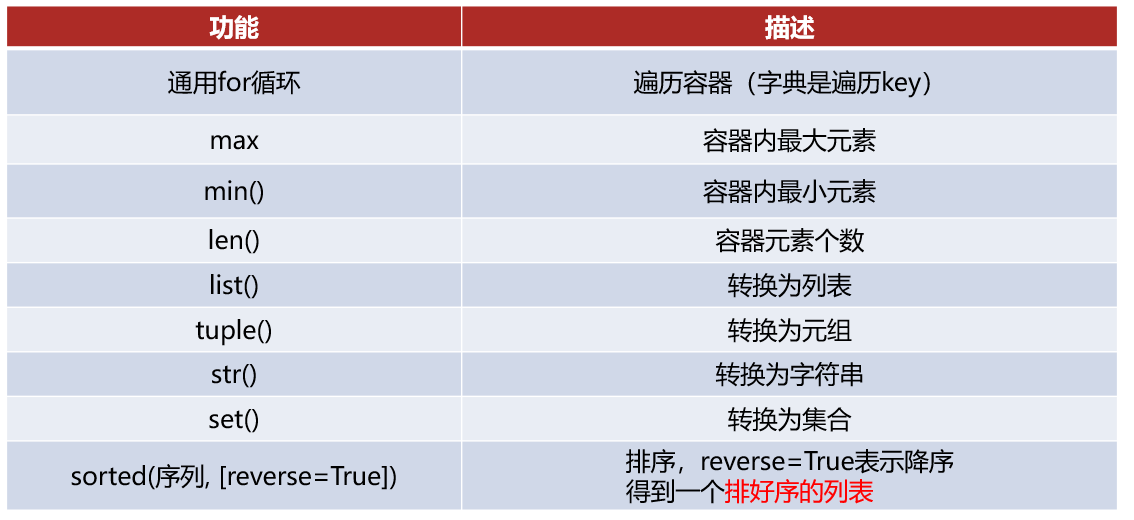 功能 描述
通用for循环 遍历容器（字典是遍历key）
max 容器内最大元素
min() 容器内最小元素
len() 容器元素个数
list() 转换为列表
tuple() 转换为元组
str() 转换为字符串
set() 转换为集合
sorted(序列, [reverse=True]) 排序，reverse=True表示降序
得到一个排好序的列表